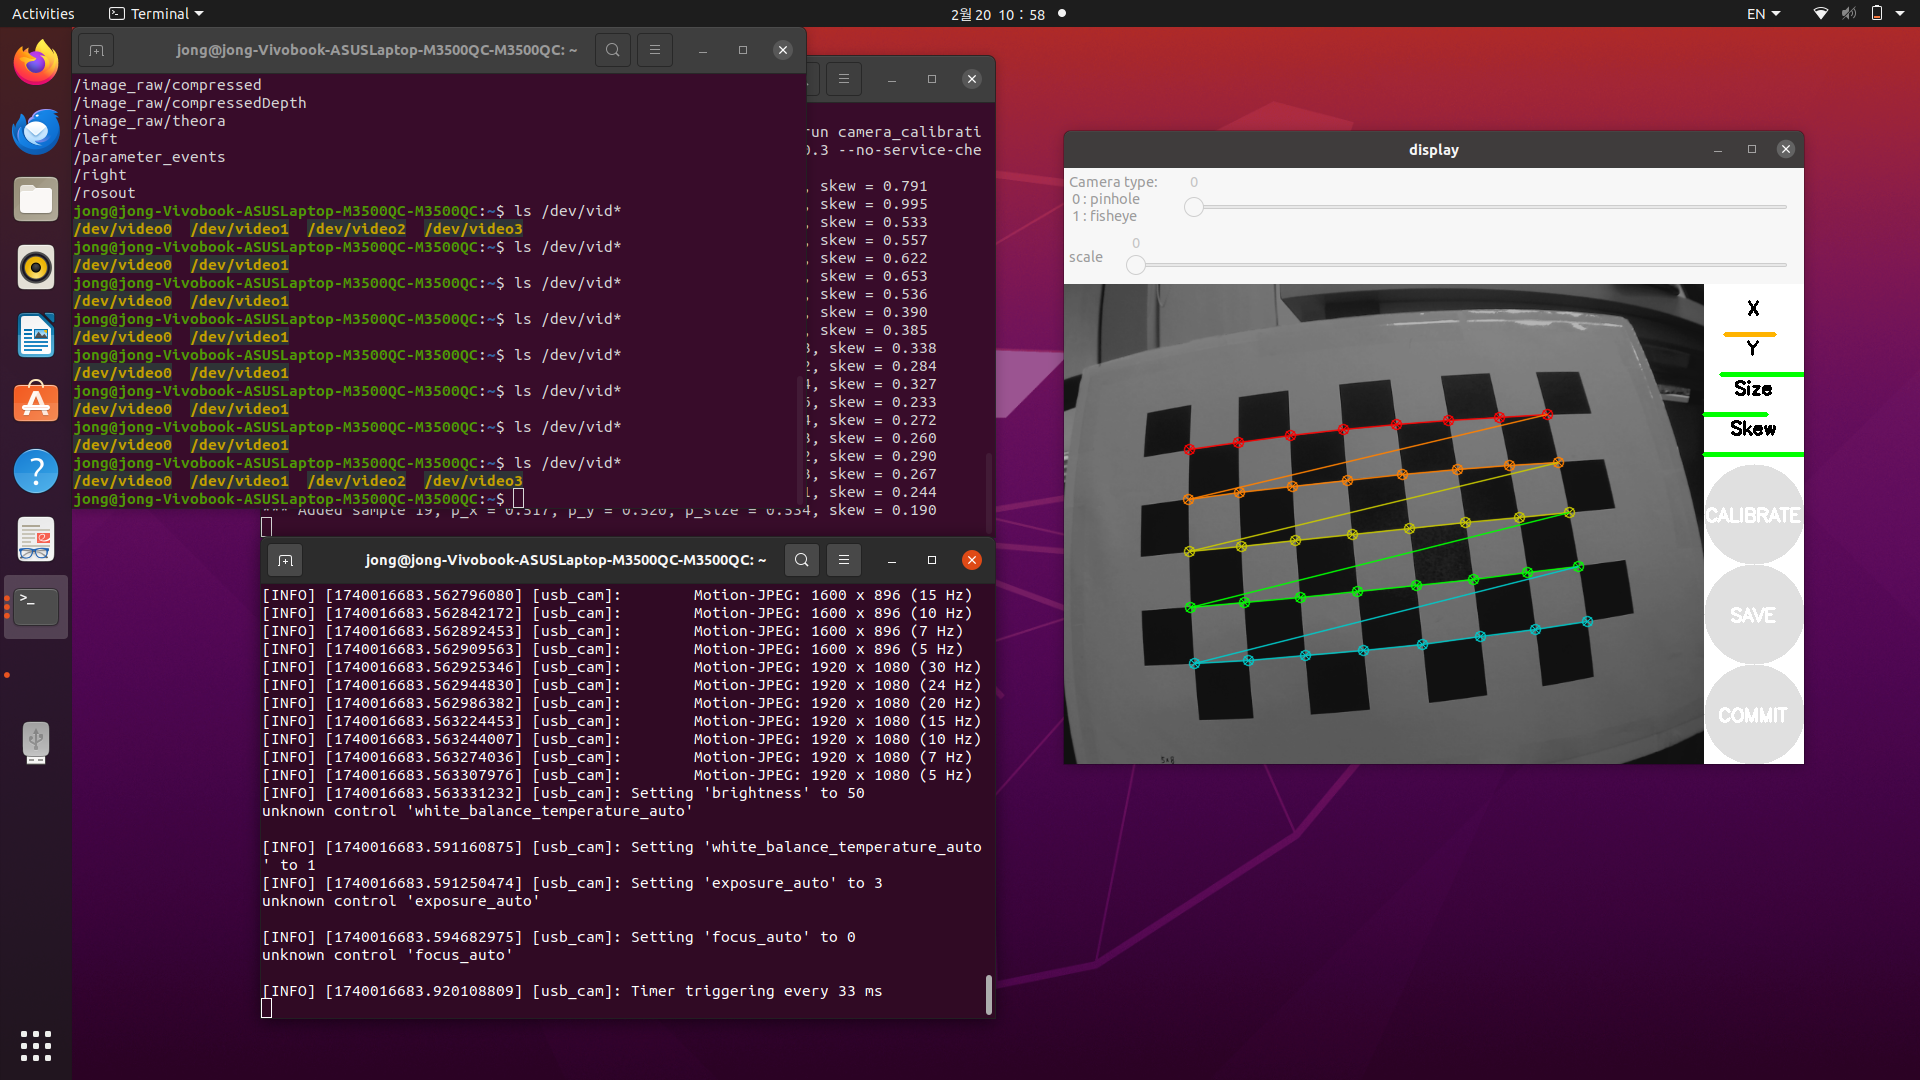 Activities
Terminal
2월 20 10 : 58
EN
jong@jong-Vivobook-ASUSLaptop-M3500QC-M3500QC: ~
/image_raw/compressed
/image_raw/compressedDepth
/image_raw/theora
/left
/parameter_events
/right
/rosout
jong@jong-Vivobook-ASUSLaptop-M3500QC-M3500QC:~$ ls /dev/vid*
/dev/video0 /dev/video1 /dev/video2 /dev/video3
jong@jong-Vivobook-ASUSLaptop-M3500QC-M3500QC:~$ ls /dev/vid*
/dev/video0 /dev/video1
jong@jong-Vivobook-ASUSLaptop-M3500QC-M3500QC:~$ ls /dev/vid*
/dev/video0 /dev/video1
jong@jong-Vivobook-ASUSLaptop-M3500QC-M3500QC:~$ ls /dev/vid*
/dev/video0 /dev/video1
jong@jong-Vivobook-ASUSLaptop-M3500QC-M3500QC:~$ ls /dev/vid*
/dev/video0 /dev/video1
jong@jong-Vivobook-ASUSLaptop-M3500QC-M3500QC:~$ ls /dev/vid*
/dev/video0 /dev/video1
jong@jong-Vivobook-ASUSLaptop-M3500QC-M3500QC:~$ ls /dev/vid*
/dev/video0 /dev/video1
jong@jong-Vivobook-ASUSLaptop-M3500QC-M3500QC:~$ ls /dev/vid*
/dev/video0 /dev/video1 /dev/video2 /dev/video3
jong@jong-Vivobook-ASUSLaptop-M3500QC-M3500QC:~$
run camera_calibrati
0.3 --no-service-che
, skew = 0.791
, skew = 0.995
, skew = 0.533
, skew = 0.557
, skew = 0.622
, skew = 0.653
, skew = 0.536
, skew = 0.390
, skew = 0.385
3, skew = 0.338
2, skew = 0.284
4, skew = 0.327
, skew = 0.233
4, skew = 0.272
3, skew = 0.260
2, skew = 0.290
3, skew = 0.267
1, skew = 0.244
*** Added sample 19, p_x = 0.517, p_y = 0.520, p_size = 0.534, skew = 0.190
jong@jong-Vivobook-ASUSLaptop-M3500QC-M3500QC: ~
[INFO] [1740016683.562796080] [usb_cam]: Motion-JPEG: 1600 x 896 (15 Hz)
[INFO] [1740016683.562842172] [usb_cam]: Motion-JPEG: 1600 x 896 (10 Hz)
[INFO] [1740016683.562892453] [usb_cam]: Motion-JPEG: 1600 x 896 (7 Hz)
[INFO] [1740016683.562909563] [usb_cam]: Motion-JPEG: 1600 x 896 (5 Hz)
[INFO] [1740016683.562925346] [usb_cam]: Motion-JPEG: 1920 x 1080 (30 Hz)
[INFO] [1740016683.562944830] [usb_cam]: Motion-JPEG: 1920 x 1080 (24 Hz)
[INFO] [1740016683.562986382] [usb_cam]: Motion-JPEG: 1920 x 1080 (20 Hz)
[INFO] [1740016683.563224453] [usb_cam]: Motion-JPEG: 1920 x 1080 (15 Hz)
[INFO] [1740016683.563244007] [usb_cam]: Motion-JPEG: 1920 x 1080 (10 Hz)
[INFO] [1740016683.563274036] [usb_cam]: Motion-JPEG: 1920 x 1080 (7 Hz)
[INFO] [1740016683.563307976] [usb_cam]: Motion-JPEG: 1920 x 1080 (5 Hz)
[INFO] [1740016683.563331232] [usb_cam]: Setting 'brightness' to 50
unknown control 'white_balance_temperature_auto'
[INFO] [1740016683.591160875] [usb_cam]: Setting 'white_balance_temperature_auto
' to 1
[INFO] [1740016683.591250474] [usb_cam]: Setting 'exposure_auto' to 3
unknown control 'exposure_auto'
[INFO] [1740016683.594682975] [usb_cam]: Setting 'focus_auto' to 0
unknown control 'focus_auto'
[INFO] [1740016683.920108809] [usb_cam]: Timer triggering every 33 ms
display
Camera type:
0 : pinhole
1 : fisheye
0
scale
0
X
Y
Size
Skew
CALIBRATE
SAVE
COMMIT